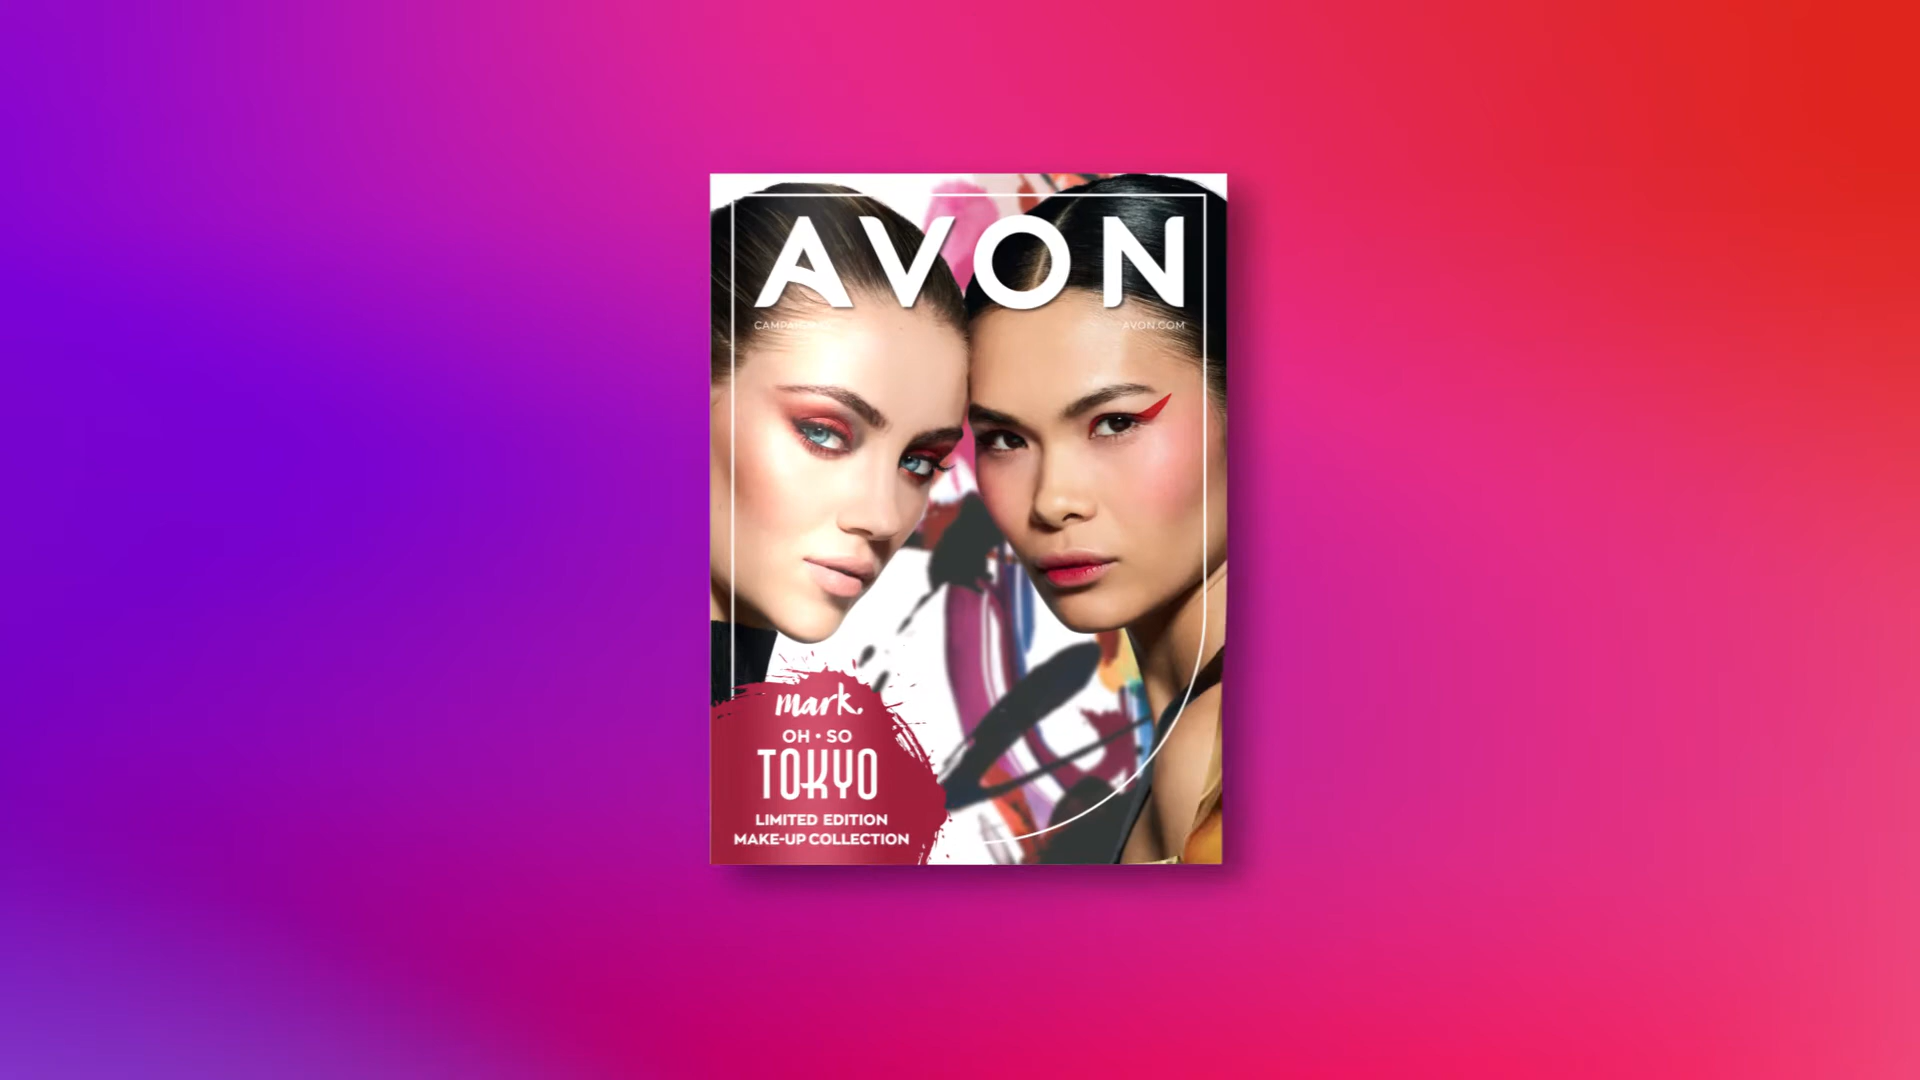 AVON
AVON.COM
mark.
OH • SO
TOKYO
LIMITED EDITION
MAKE-UP COLLECTION